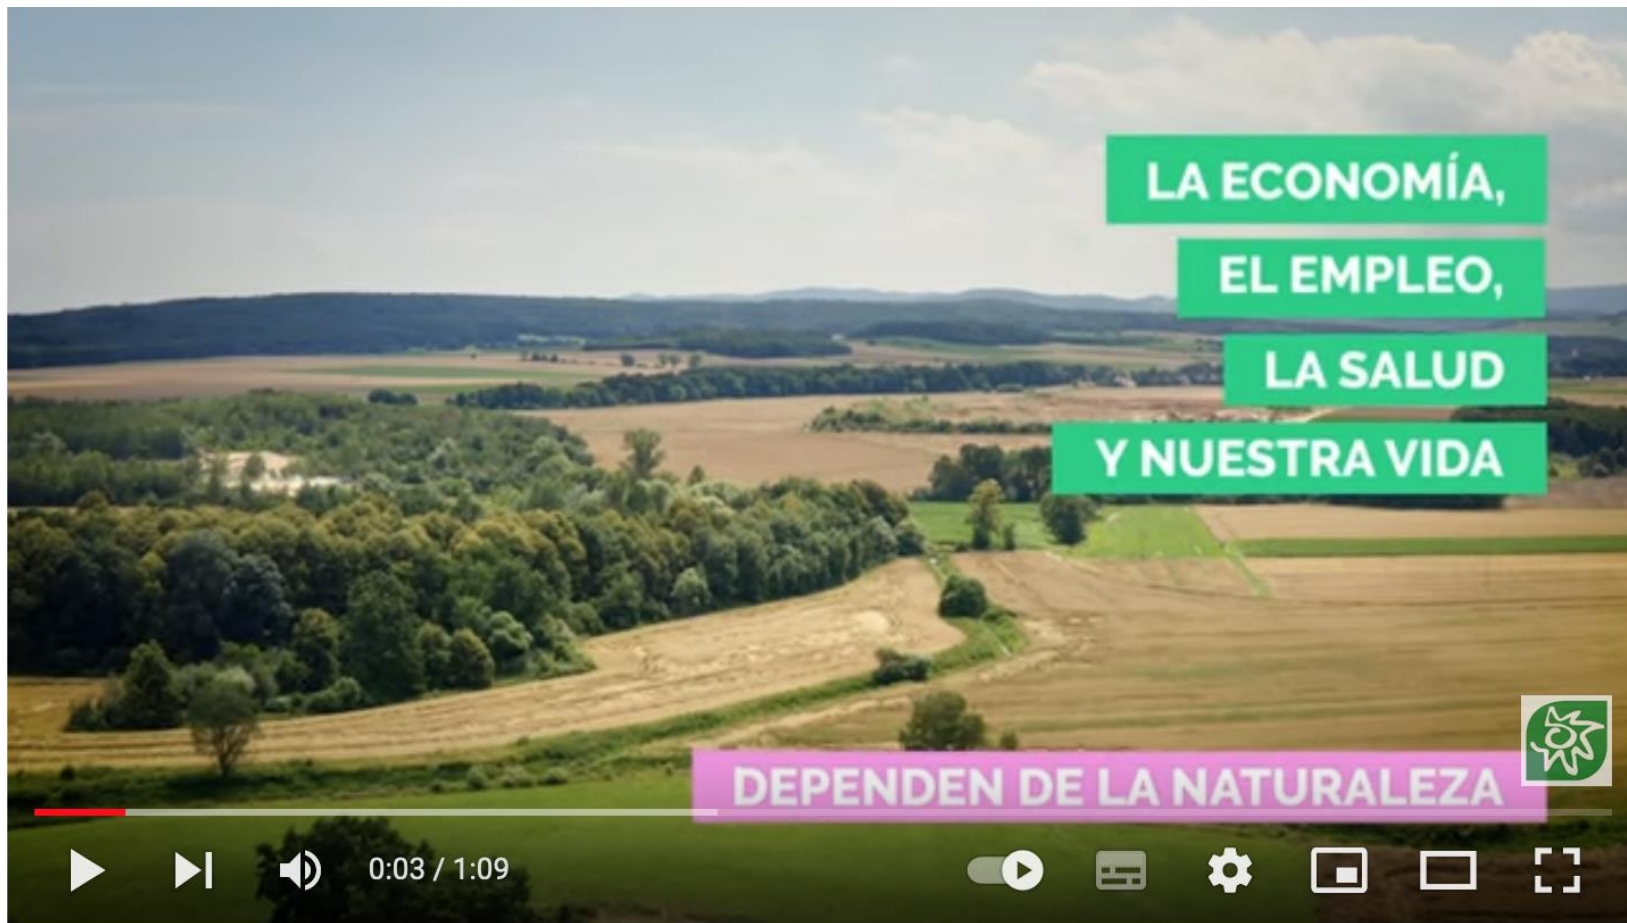 LA ECONOMÍA,
EL EMPLEO,
LA SALUD
Y NUESTRA VIDA
DEPENDEN DE LA NATURALEZA
0:03 / 1:09